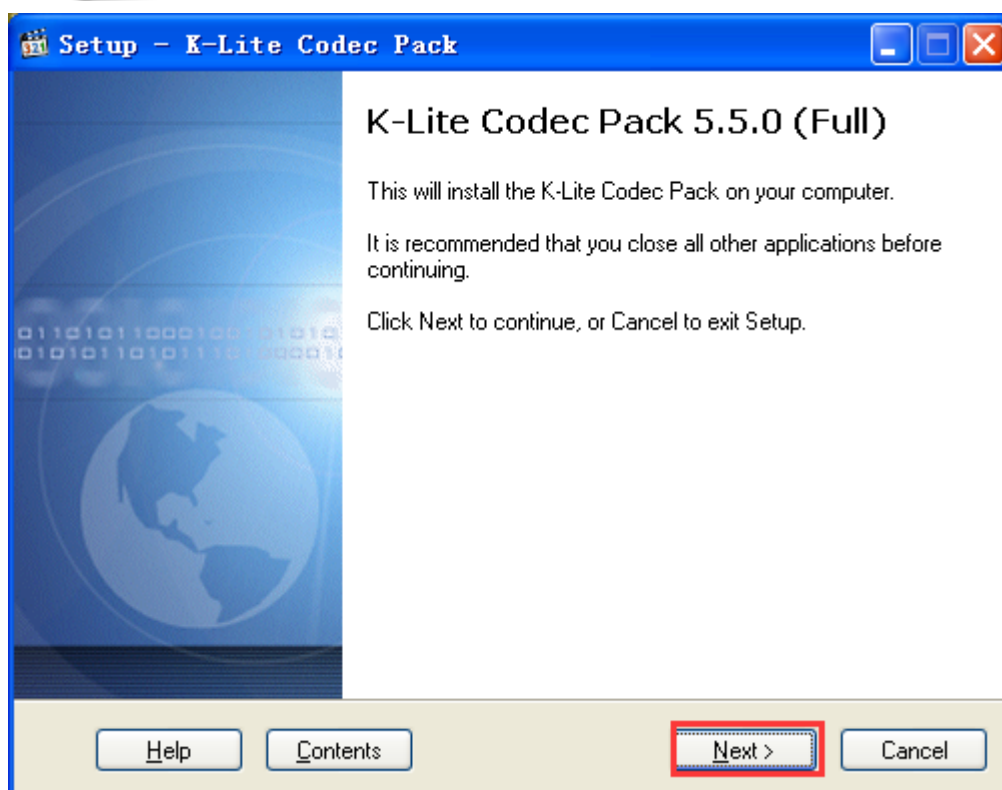 Setup - K-Lite Codec Pack
K-Lite Codec Pack 5.5.0 (Full)
This will install the K-Lite Codec Pack on your computer.
It is recommended that you close all other applications before
continuing.
Click Next to continue, or Cancel to exit Setup.
Help
Contents
Next >
Cancel